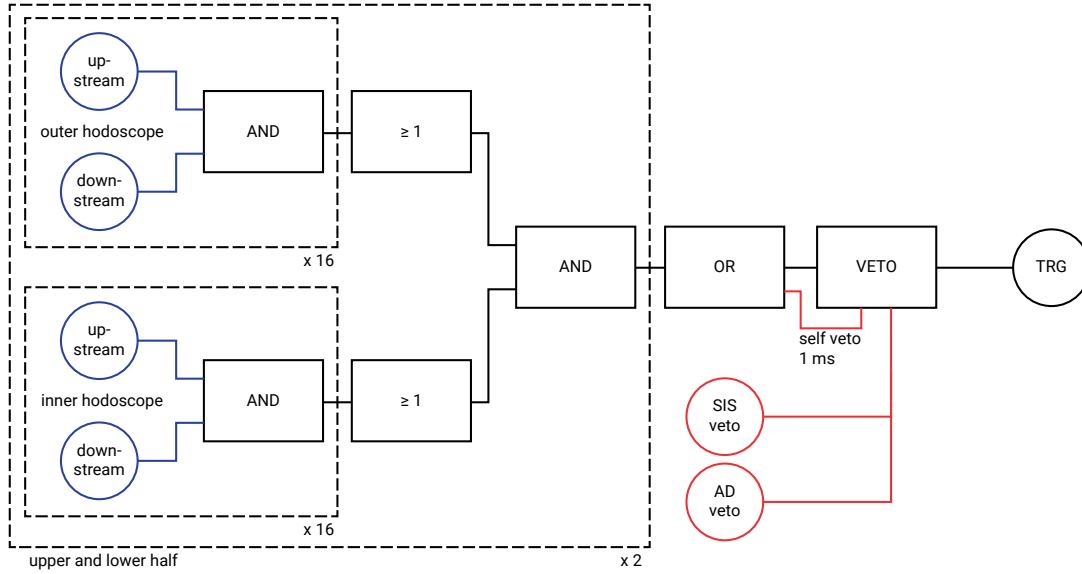 up-
stream
outer hodoscope
down-
stream
AND
≥ 1
x 16
up-
stream
inner hodoscope
down-
stream
AND
≥ 1
x 16
upper and lower half
x 2
AND
OR
VETO
TRG
self veto
1 ms
SIS
veto
AD
veto